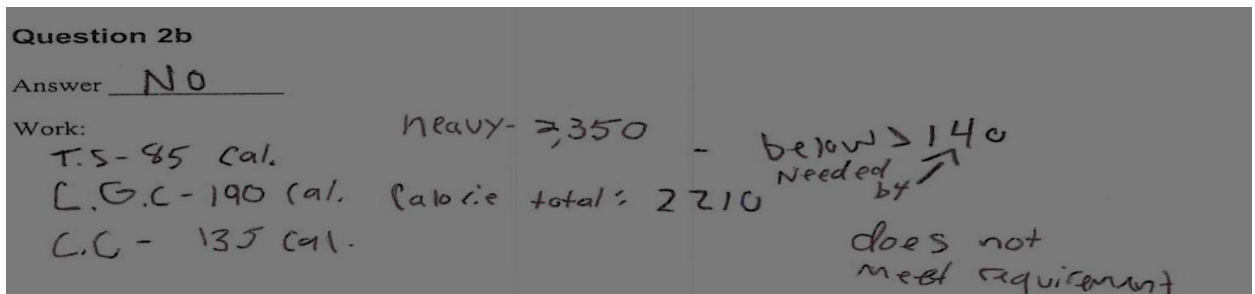 Question 2b
Answer NO
Work:
T.S - 85 cal.
L.G.C - 190 cal.
C.C - 135 cal.
heavy - 2,350
Calorie total: 2210
- below > 140
Needed by
does not
meet requirement